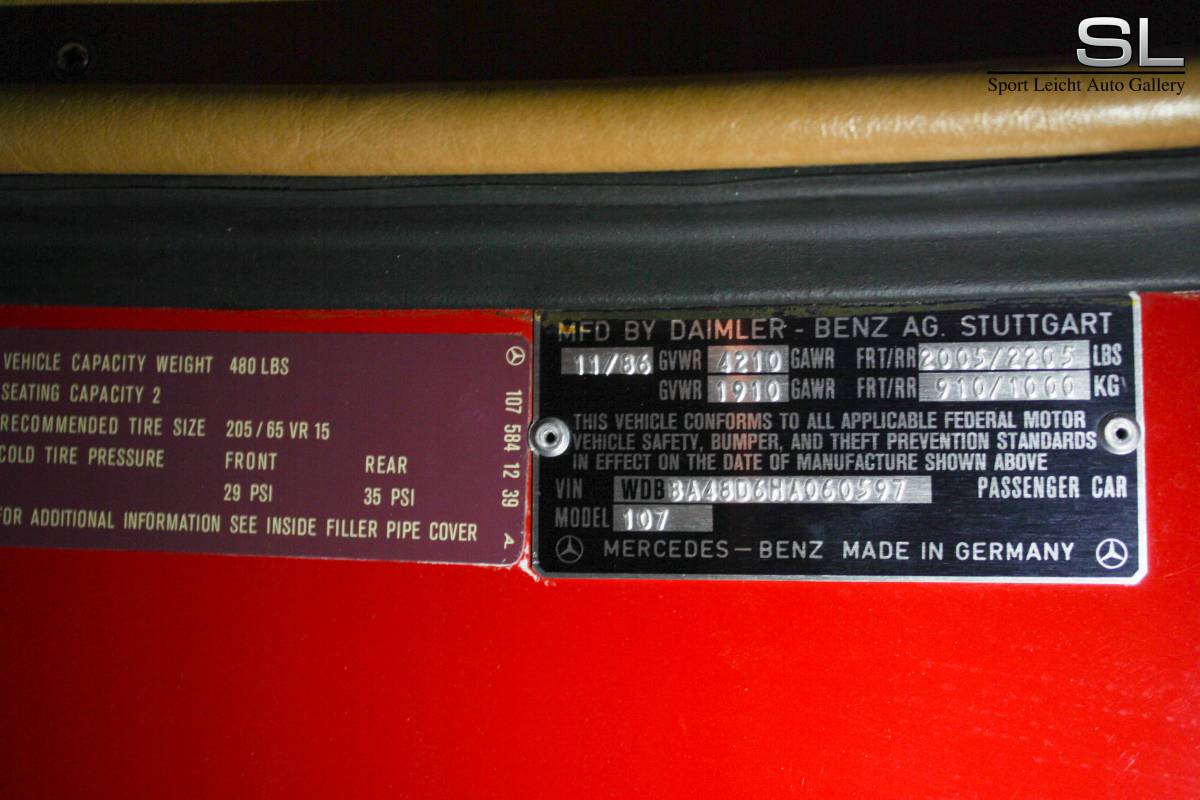 SL
Sport Leicht Auto Gallery
VEHICLE CAPACITY WEIGHT 480 LBS
SEATING CAPACITY 2
RECOMMENDED TIRE SIZE 205/65 VR 15
COLD TIRE PRESSURE FRONT REAR
29 PSI 35 PSI
FOR ADDITIONAL INFORMATION SEE INSIDE FILLER PIPE COVER
107 584 12 39 A
MFD BY DAIMLER - BENZ AG. STUTTGART
11/86 GVWR 4210 GAWR FRT/RR 2005/2205 LBS
GVWR 1910 GAWR FRT/RR 910/1000 KG
THIS VEHICLE CONFORMS TO ALL APPLICABLE FEDERAL MOTOR
VEHICLE SAFETY, BUMPER, AND THEFT PREVENTION STANDARDS
IN EFFECT ON THE DATE OF MANUFACTURE SHOWN ABOVE
VIN WDBBA48D6HA060597 PASSENGER CAR
MODEL 107
MERCEDES - BENZ MADE IN GERMANY